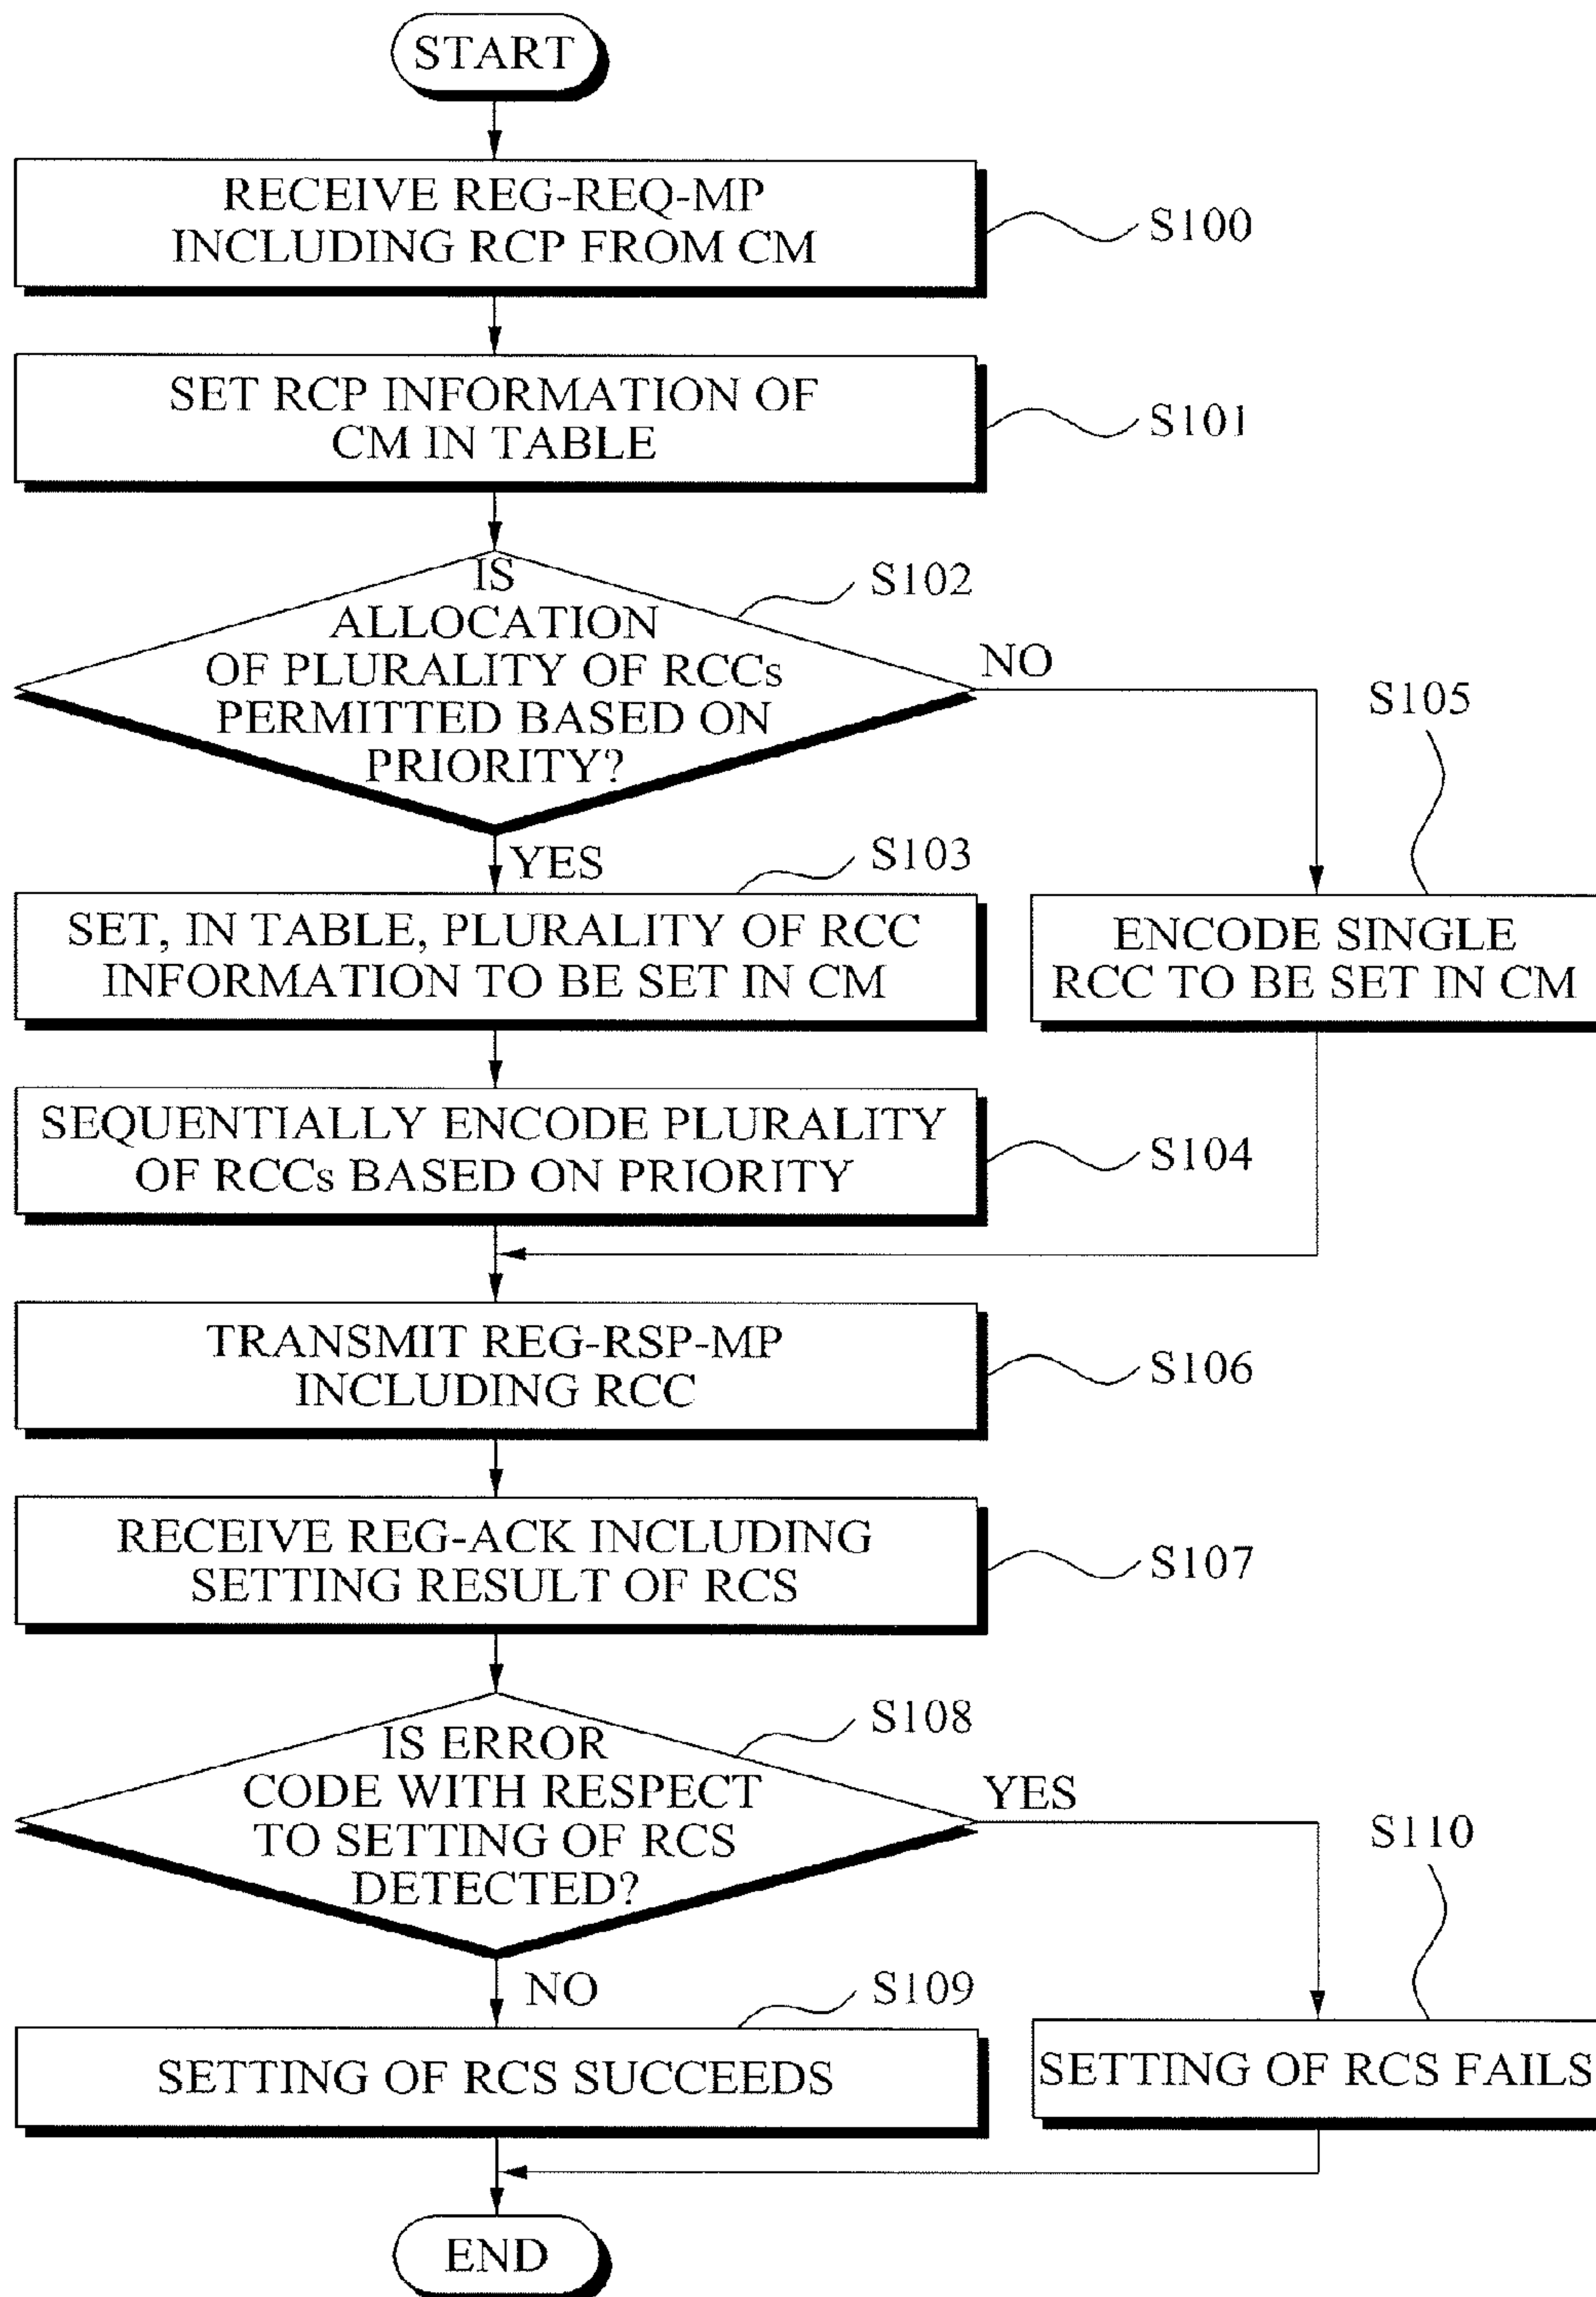 START
RECEIVE REG-REQ-MP
INCLUDING RCP FROM CM
S100
SET RCP INFORMATION OF
CM IN TABLE
S101
IS
ALLOCATION
OF PLURALITY OF RCCs
PERMITTED BASED ON
PRIORITY?
S102
NO
S105
YES
S103
SET, IN TABLE, PLURALITY OF RCC
INFORMATION TO BE SET IN CM
ENCODE SINGLE
RCC TO BE SET IN CM
SEQUENTIALLY ENCODE PLURALITY
OF RCCs BASED ON PRIORITY
S104
TRANSMIT REG-RSP-MP
INCLUDING RCC
S106
RECEIVE REG-ACK INCLUDING
SETTING RESULT OF RCS
S107
IS ERROR
CODE WITH RESPECT
TO SETTING OF RCS
DETECTED?
S108
YES
S110
NO
S109
SETTING OF RCS SUCCEEDS
SETTING OF RCS FAILS
END